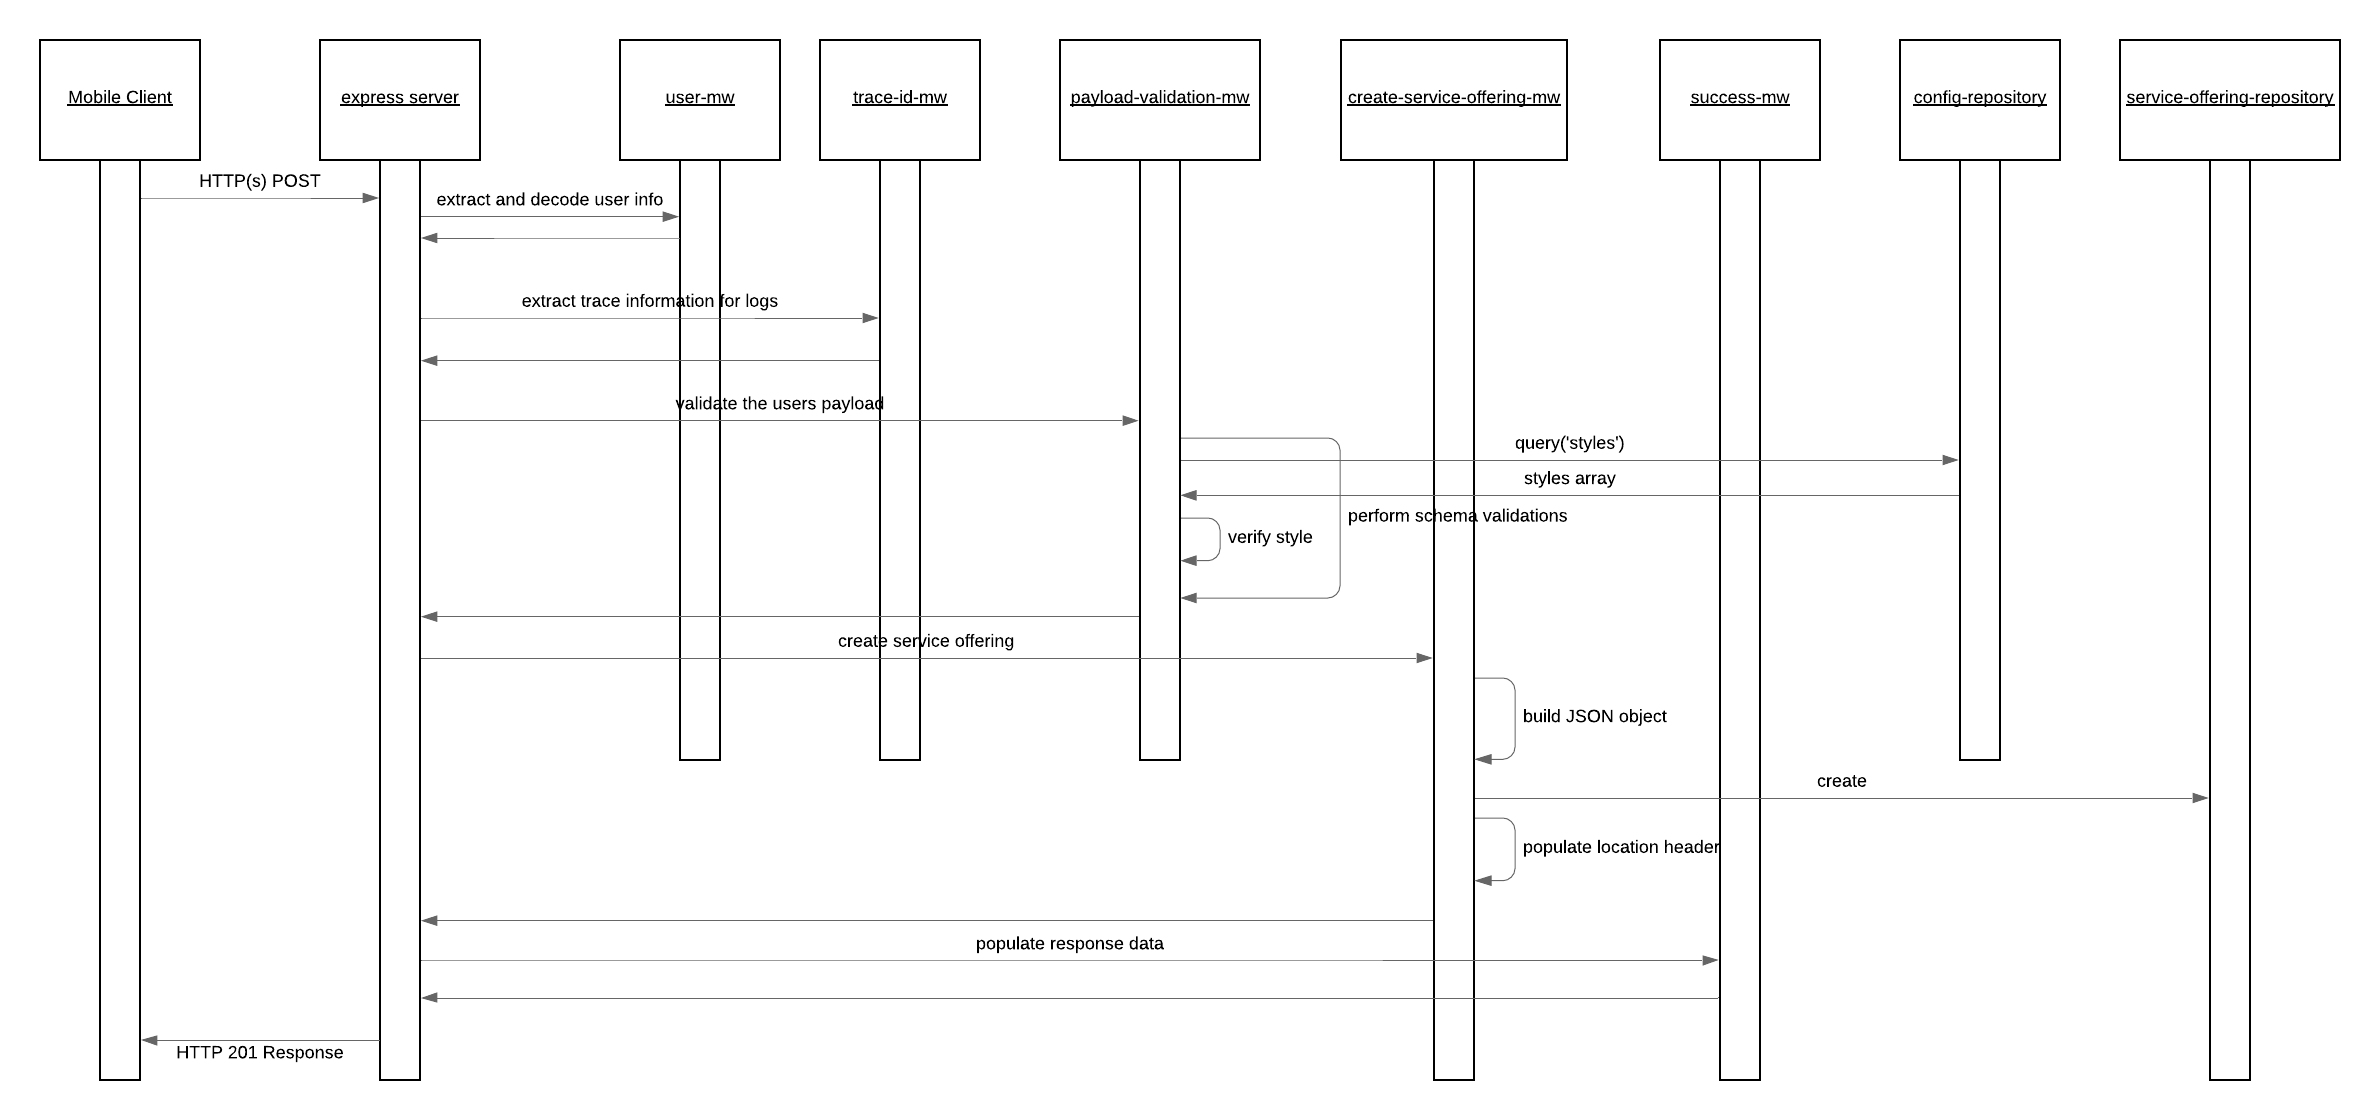 Mobile Client
express server
user-mw
trace-id-mw
payload-validation-mw
create-service-offering-mw
success-mw
config-repository
service-offering-repository
HTTP(s) POST
extract and decode user info
extract trace information for logs
validate the users payload
query('styles')
styles array
perform schema validations
verify style
create service offering
build JSON object
create
populate location header
populate response data
HTTP 201 Response